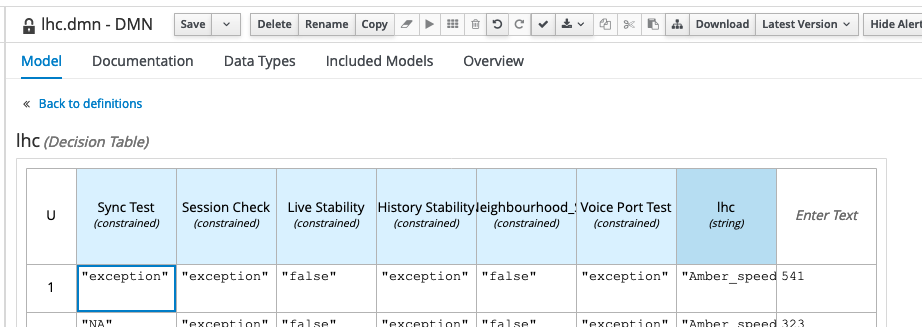 lhc.dmn - DMN Save Delete Rename Copy Download Latest Version Hide Alert
Model Documentation Data Types Included Models Overview
« Back to definitions
lhc (Decision Table)
U Sync Test Session Check Live Stability History Stability Voice Port Test lhc Enter Text
(constrained) (constrained) (constrained) (constrained) (constrained) (constrained) (string)
1 "exception" "exception" "false" "exception" "false" "exception" "Amber_speed 541
"NA" "exception" "false" "exception" "false" "exception" "Amber_speed 323